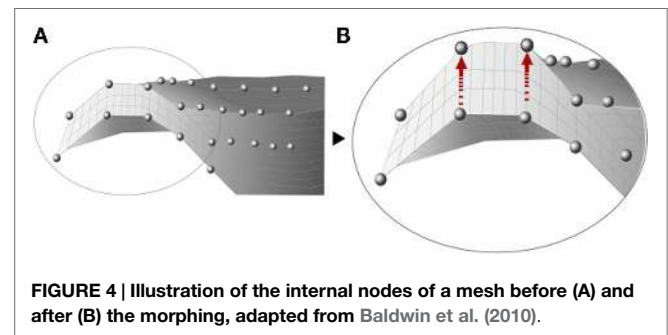 A
B
FIGURE 4 | Illustration of the internal nodes of a mesh before (A) and
after (B) the morphing, adapted from Baldwin et al. (2010).